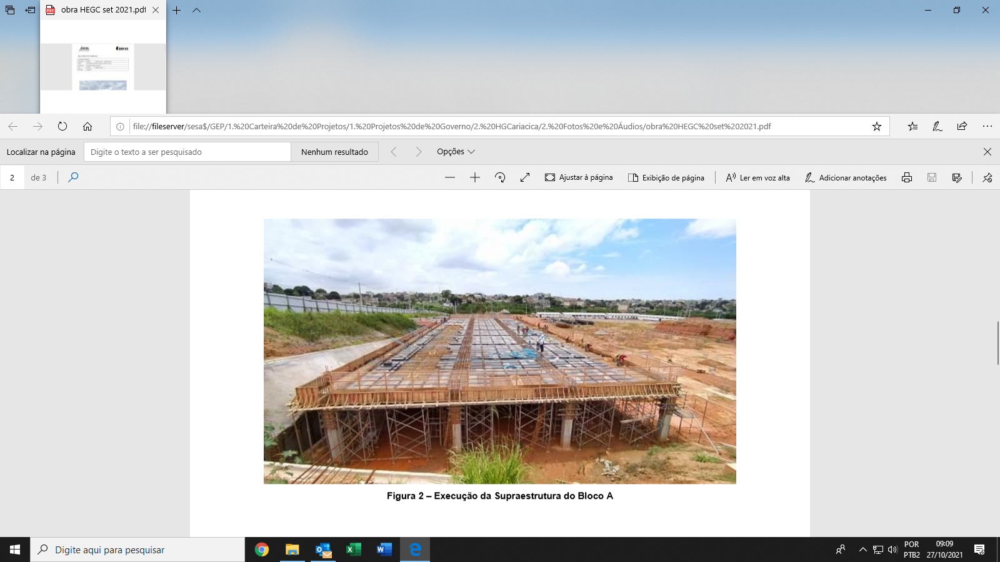 obra HEGC set 2021.pdf
file://fileserver/sesa$/GEP/1.%20Carteira%20de%20Projetos/1.%20Projetos%20de%20Governo/2.%20HGCariacica/2.%20Fotos%20e%20Áudios/obra%20HEGC%20set%202021.pdf
Localizar na página Digite o texto a ser pesquisado Nenhum resultado Opções
2 de 3 Ajustar à página Exibição de página Ler em voz alta Adicionar anotações
Figura 2 – Execução da Supraestrutura do Bloco A
Digite aqui para pesquisar
POR 09:09
PTB2 27/10/2021